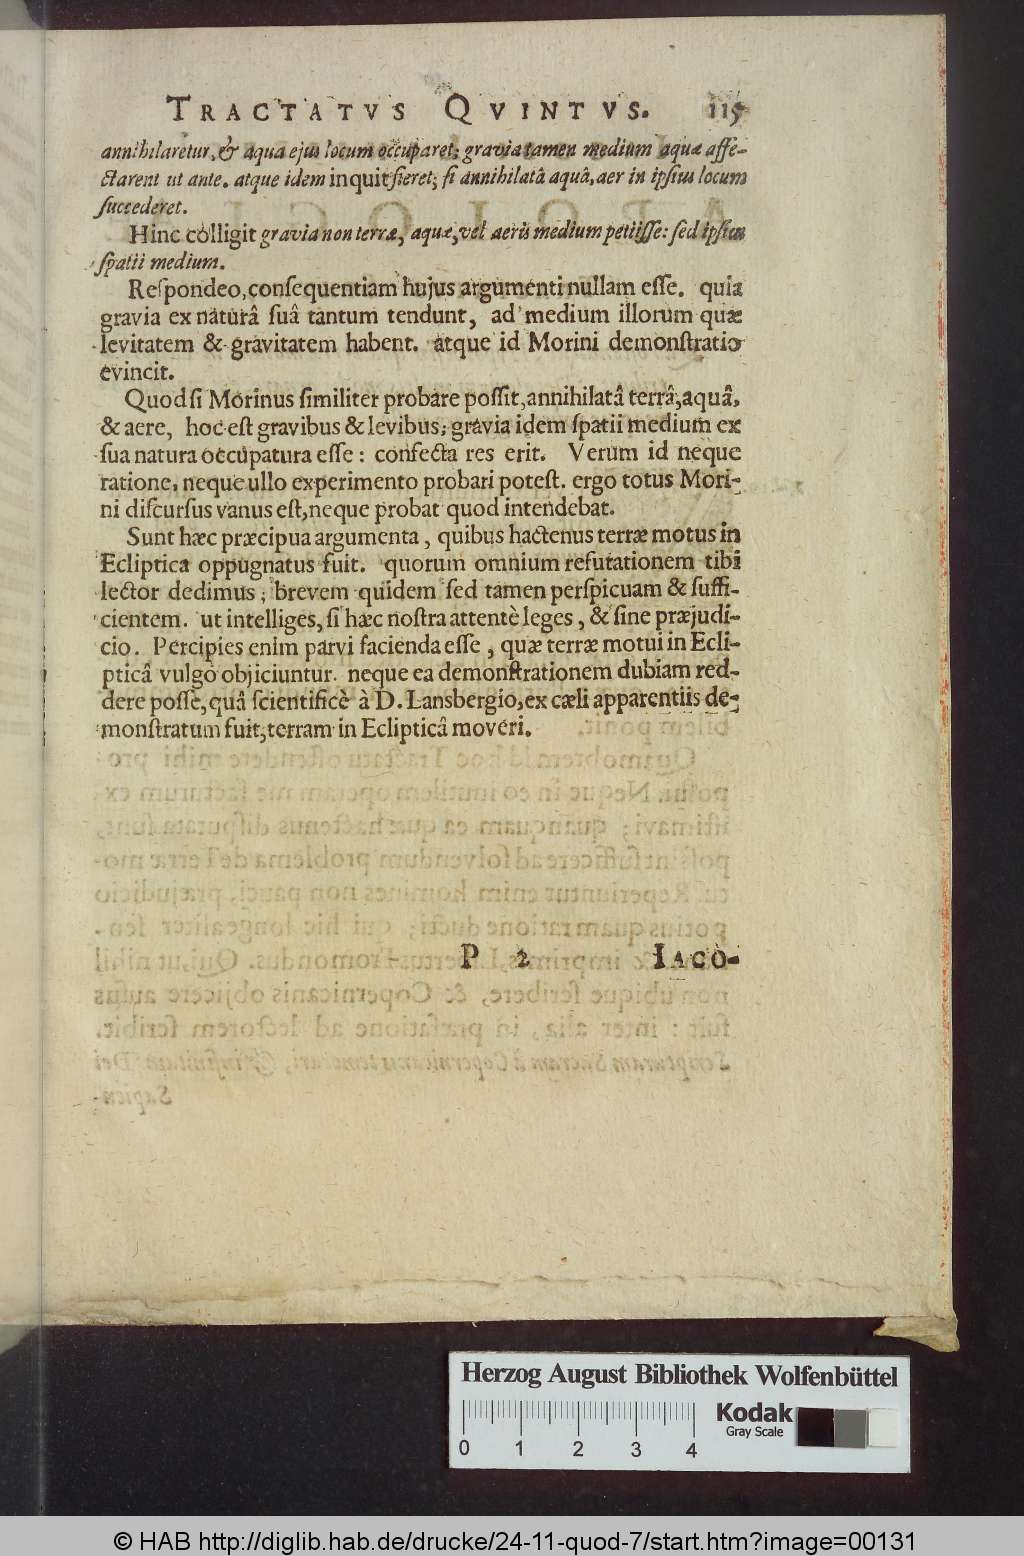 TRACTATVS QVINTVS. 115
annihilaretur, & aqua ejus locum occuparet; gravia tamen medium aquæ affe-
ctarent ut ante. atque idem inquit fieret; si annihilatâ aquâ, aer in ipsius locum
succederet.
Hinc colligit gravia non terræ, aquæ, vel aeris medium petiisse: sed ipsius
spatii medium.
Respondeo, consequentiam hujus argumenti nullam esse. quia
gravia ex naturâ suâ tantum tendunt, ad medium illorum quæ
levitatem & gravitatem habent. atque id Morini demonstratio
evincit.
Quod si Morinus similiter probare possit, annihilatâ terrâ, aquâ,
& aere, hoc est gravibus & levibus; gravia idem spatii medium ex
sua natura occupatura esse: confecta res erit. Verum id neque
ratione, neque ullo experimento probari potest. ergo totus Mori-
ni discursus vanus est, neque probat quod intendebat.
Sunt hæc præcipua argumenta, quibus hactenus terræ motus in
Ecliptica oppugnatus fuit. quorum omnium refutationem tibi
lector dedimus; brevem quidem sed tamen perspicuam & suffi-
cientem. ut intelliges, si hæc nostra attentè leges, & sine præjudi-
cio. Percipies enim parvi facienda esse, quæ terræ motui in Ecli-
pticâ vulgo objiciuntur. neque ea demonstrationem dubiam red-
dere posse, quâ scientificè à D. Lansbergio, ex cæli apparentiis de-
monstratum fuit, terram in Eclipticâ moveri.
P 2 IACO-
Herzog August Bibliothek Wolfenbüttel
Kodak
Gray Scale
0 1 2 3 4
© HAB http://diglib.hab.de/drucke/24-11-quod-7/start.htm?image=00131